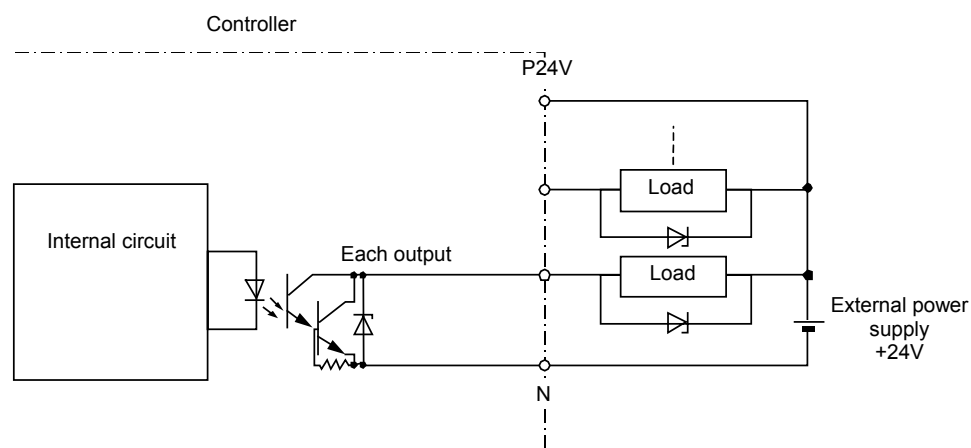 Controller
P24V
Load
Internal circuit
Each output
Load
External power
supply
+24V
N